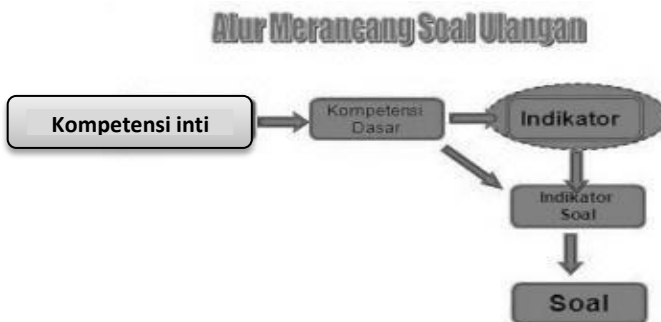 Alur Merancang Soal Ulangan
Kompetensi inti
Kompetensi
Dasar
Indikator
Indikator
Soal
Soal